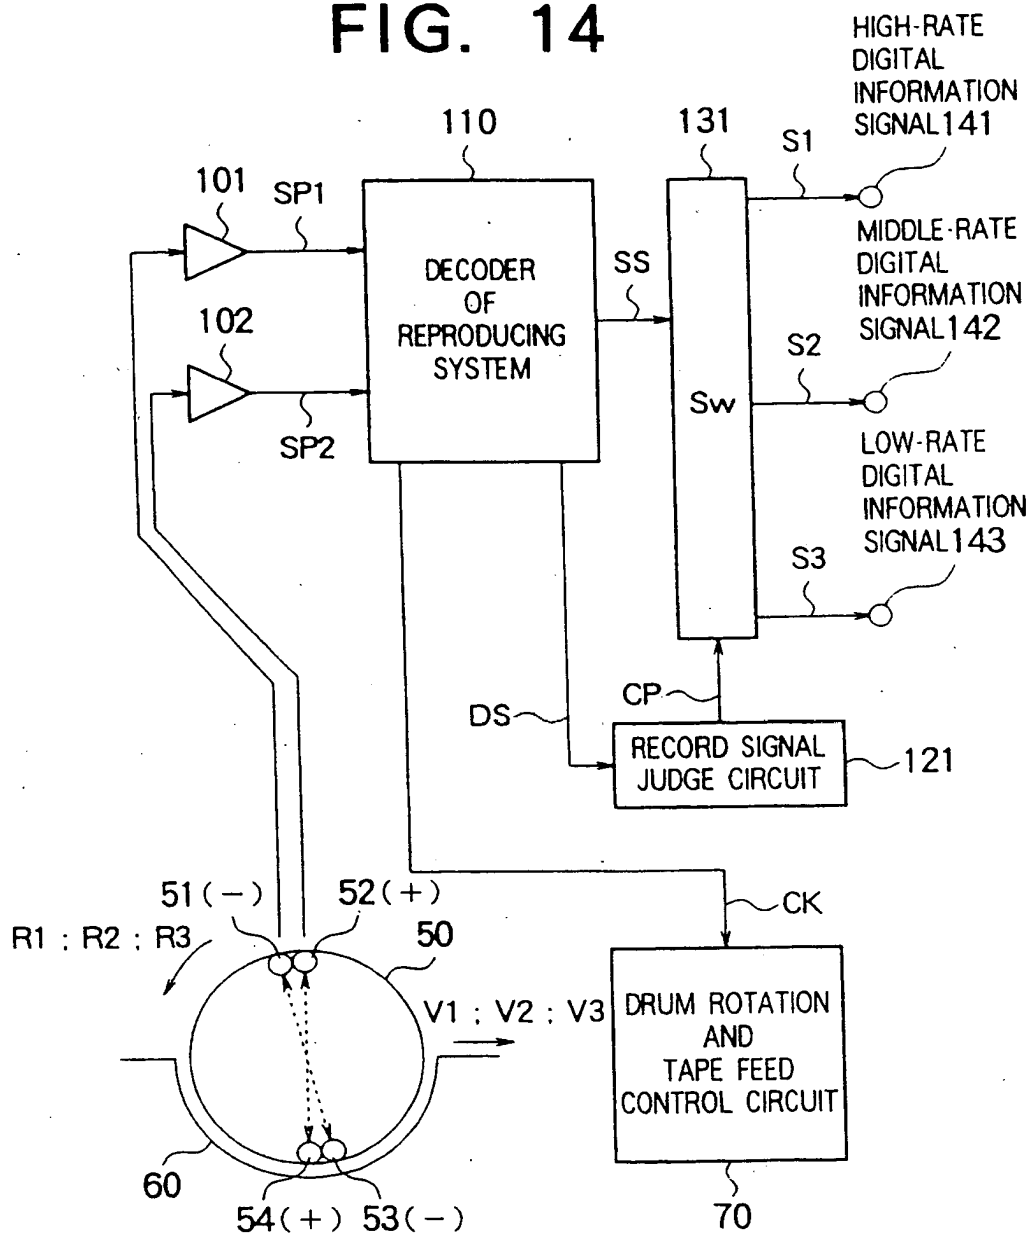 FIG. 14
HIGH-RATE
DIGITAL
INFORMATION
SIGNAL141
110
131
S1
101
SP1
DECODER
OF
REPRODUCING
SYSTEM
SS
MIDDLE-RATE
DIGITAL
INFORMATION
SIGNAL142
102
SP2
Sw
S2
LOW-RATE
DIGITAL
INFORMATION
SIGNAL143
S3
CP
DS
RECORD SIGNAL
JUDGE CIRCUIT
121
51(-)
52(+)
CK
R1 ; R2 ; R3
50
V1 ; V2 ; V3
DRUM ROTATION
AND
TAPE FEED
CONTROL CIRCUIT
60
54(+)
53(-)
70